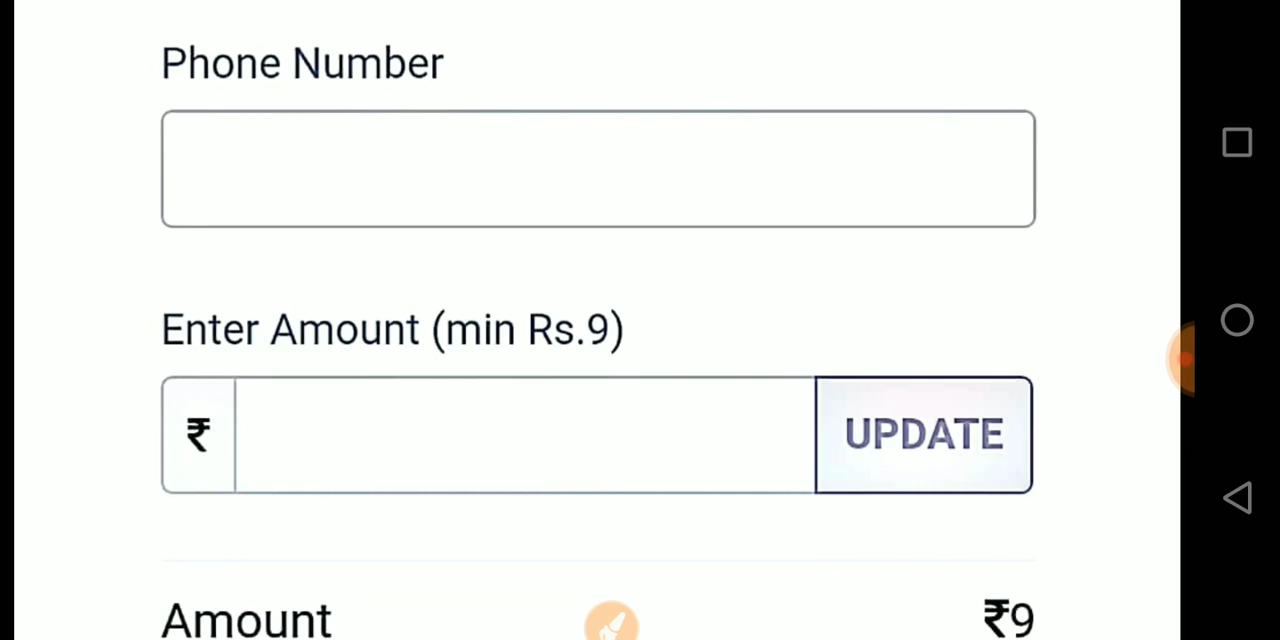 Phone Number
Enter Amount (min Rs.9)
₹
UPDATE
Amount ₹9